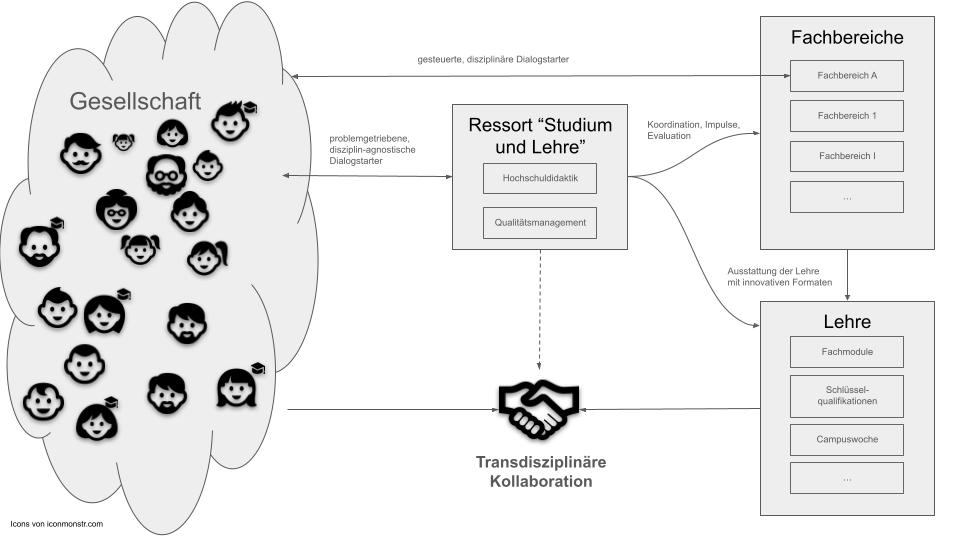 Gesellschaft
gesteuerte, disziplinäre Dialogstarter
problemgetriebene,
disziplin-agnostische
Dialogstarter
Ressort “Studium
und Lehre”
Hochschuldidaktik
Qualitätsmanagement
Koordination, Impulse,
Evaluation
Fachbereiche
Fachbereich A
Fachbereich 1
Fachbereich I
...
Ausstattung der Lehre
mit innovativen Formaten
Lehre
Fachmodule
Schlüssel-
qualifikationen
Campuswoche
...
Transdisziplinäre
Kollaboration
Icons von iconmonstr.com